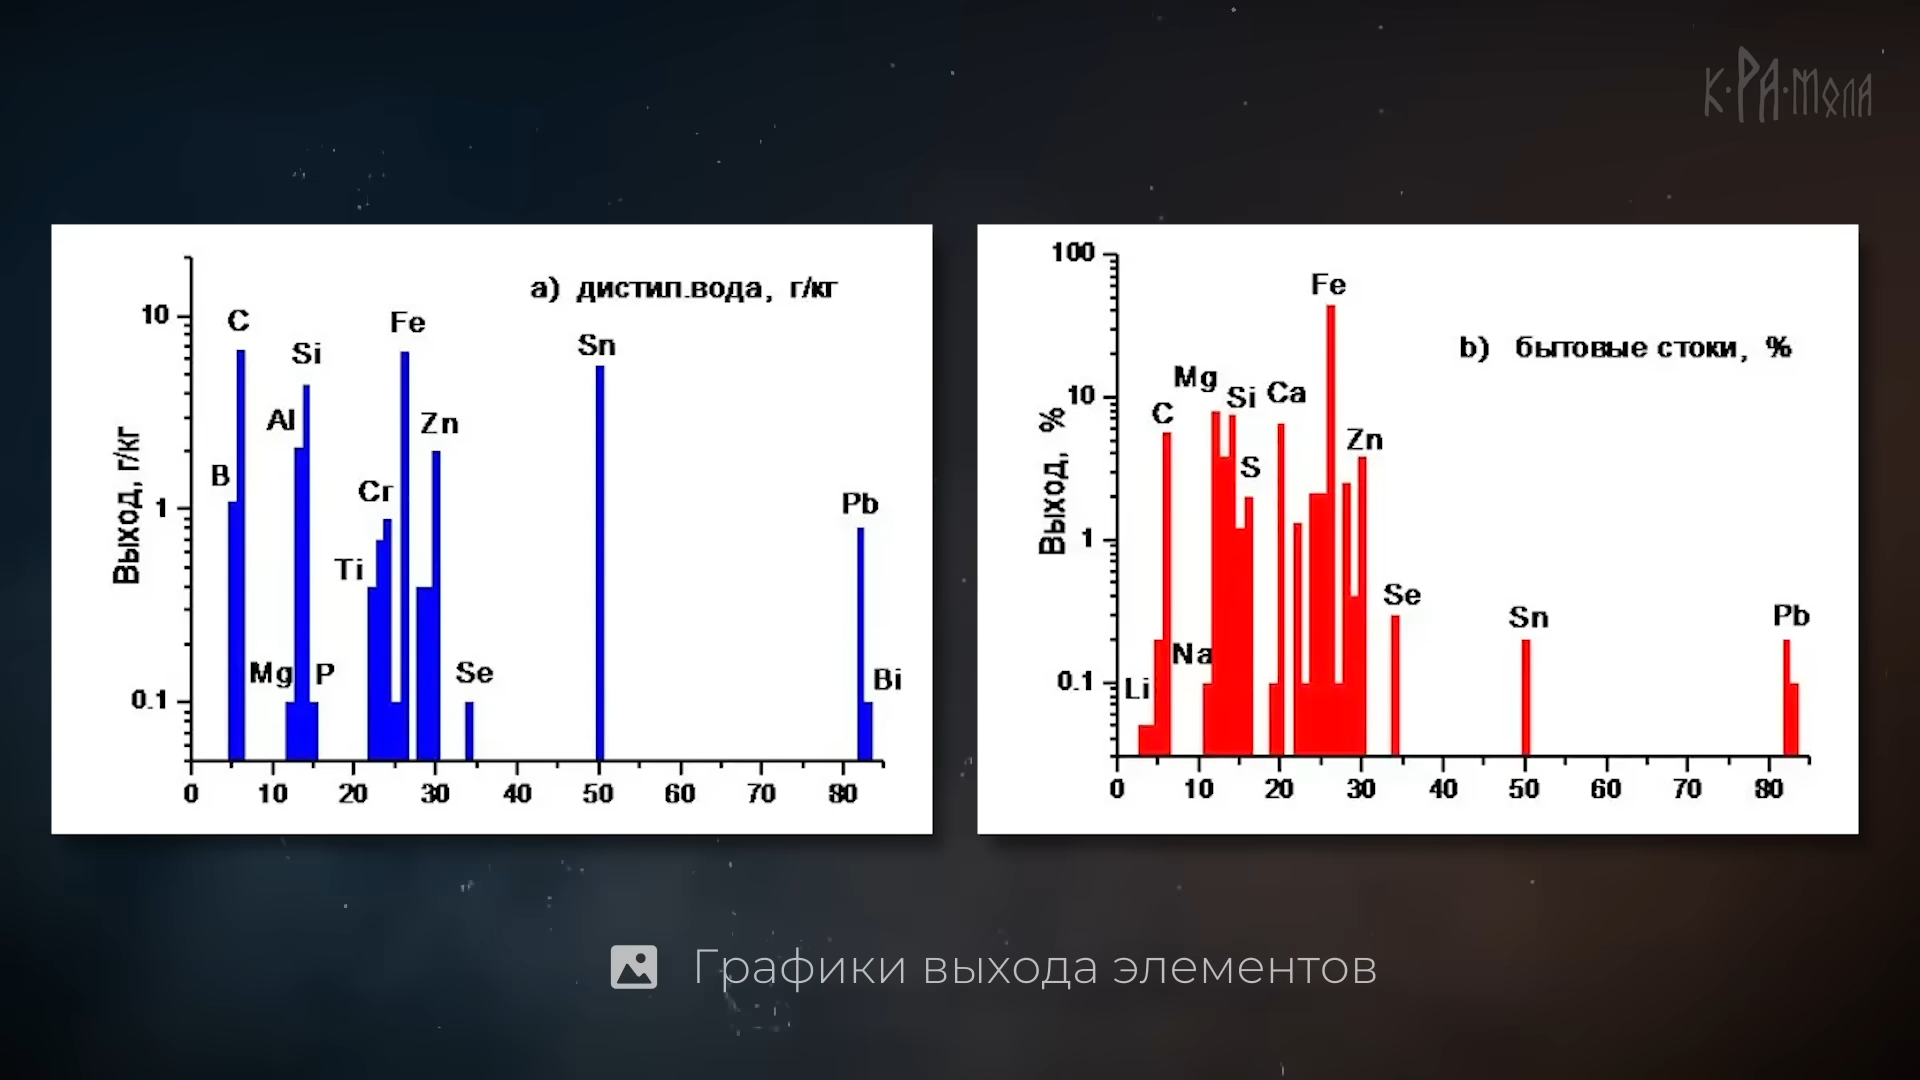 К·РА·Мола
а) дистил.вода, г/кг
Выход, г/кг
10
1
0.1
B
C
Mg
Al
Si
P
Ti
Cr
Fe
Zn
Se
Sn
Pb
Bi
0 10 20 30 40 50 60 70 80
b) бытовые стоки, %
Выход, %
100
10
1
0.1
Li
C
Na
Mg
Si
S
Ca
Fe
Zn
Se
Sn
Pb
0 10 20 30 40 50 60 70 80
Графики выхода элементов